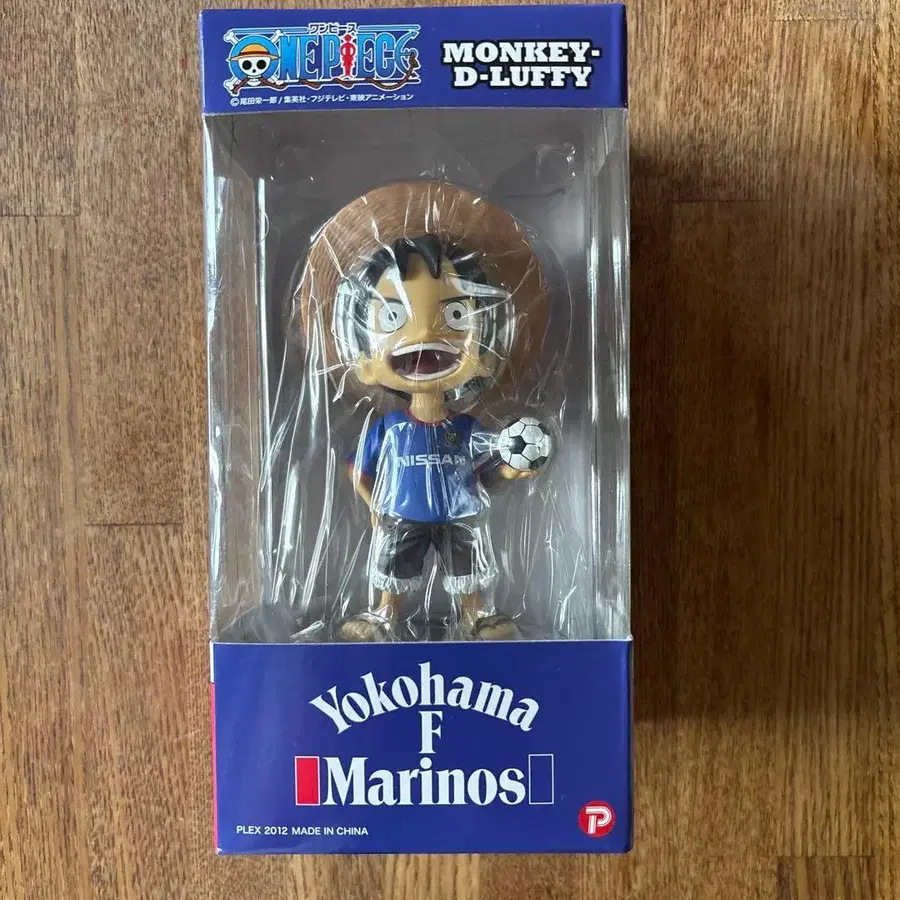 ワンピース
ONE PIECE
©尾田栄一郎/集英社・フジテレビ・東映アニメーション
MONKEY-
D-LUFFY
NISSAN
Yokohama
F
Marinos
PLEX 2012 MADE IN CHINA
P